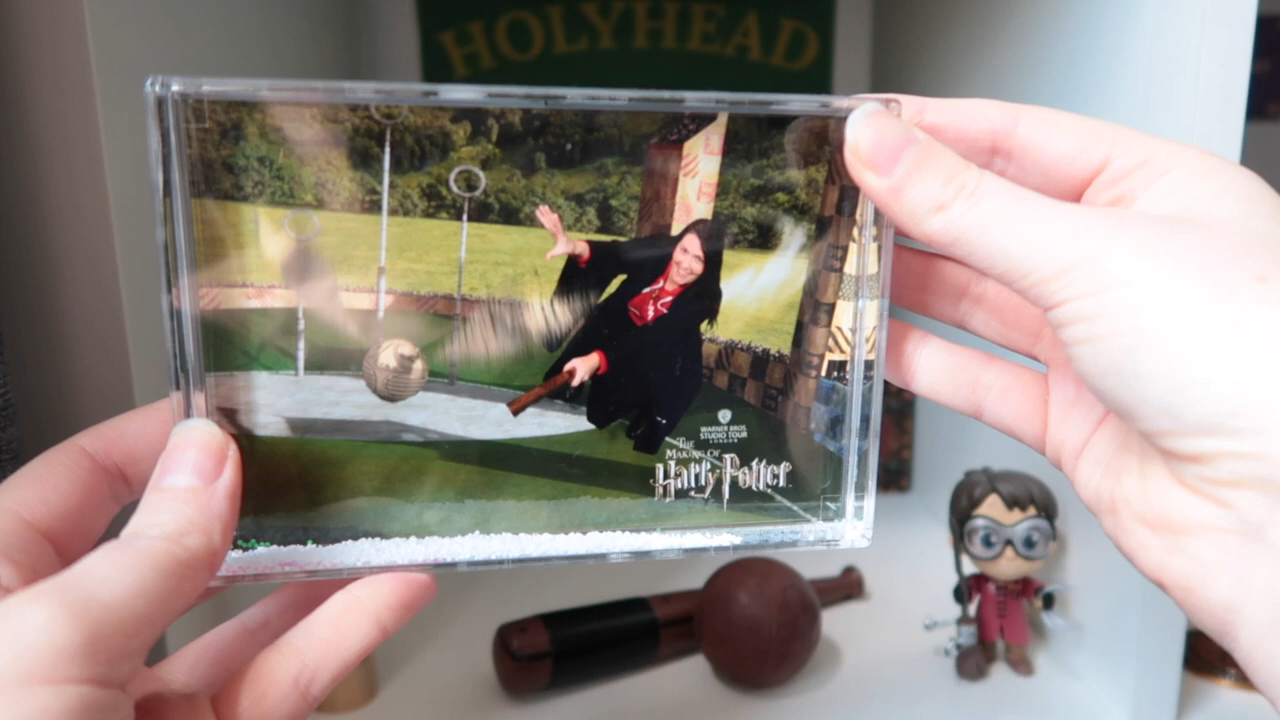 HOLYHEAD
WARNER BROS.
STUDIO TOUR
LONDON
THE
MAKING OF
Harry Potter